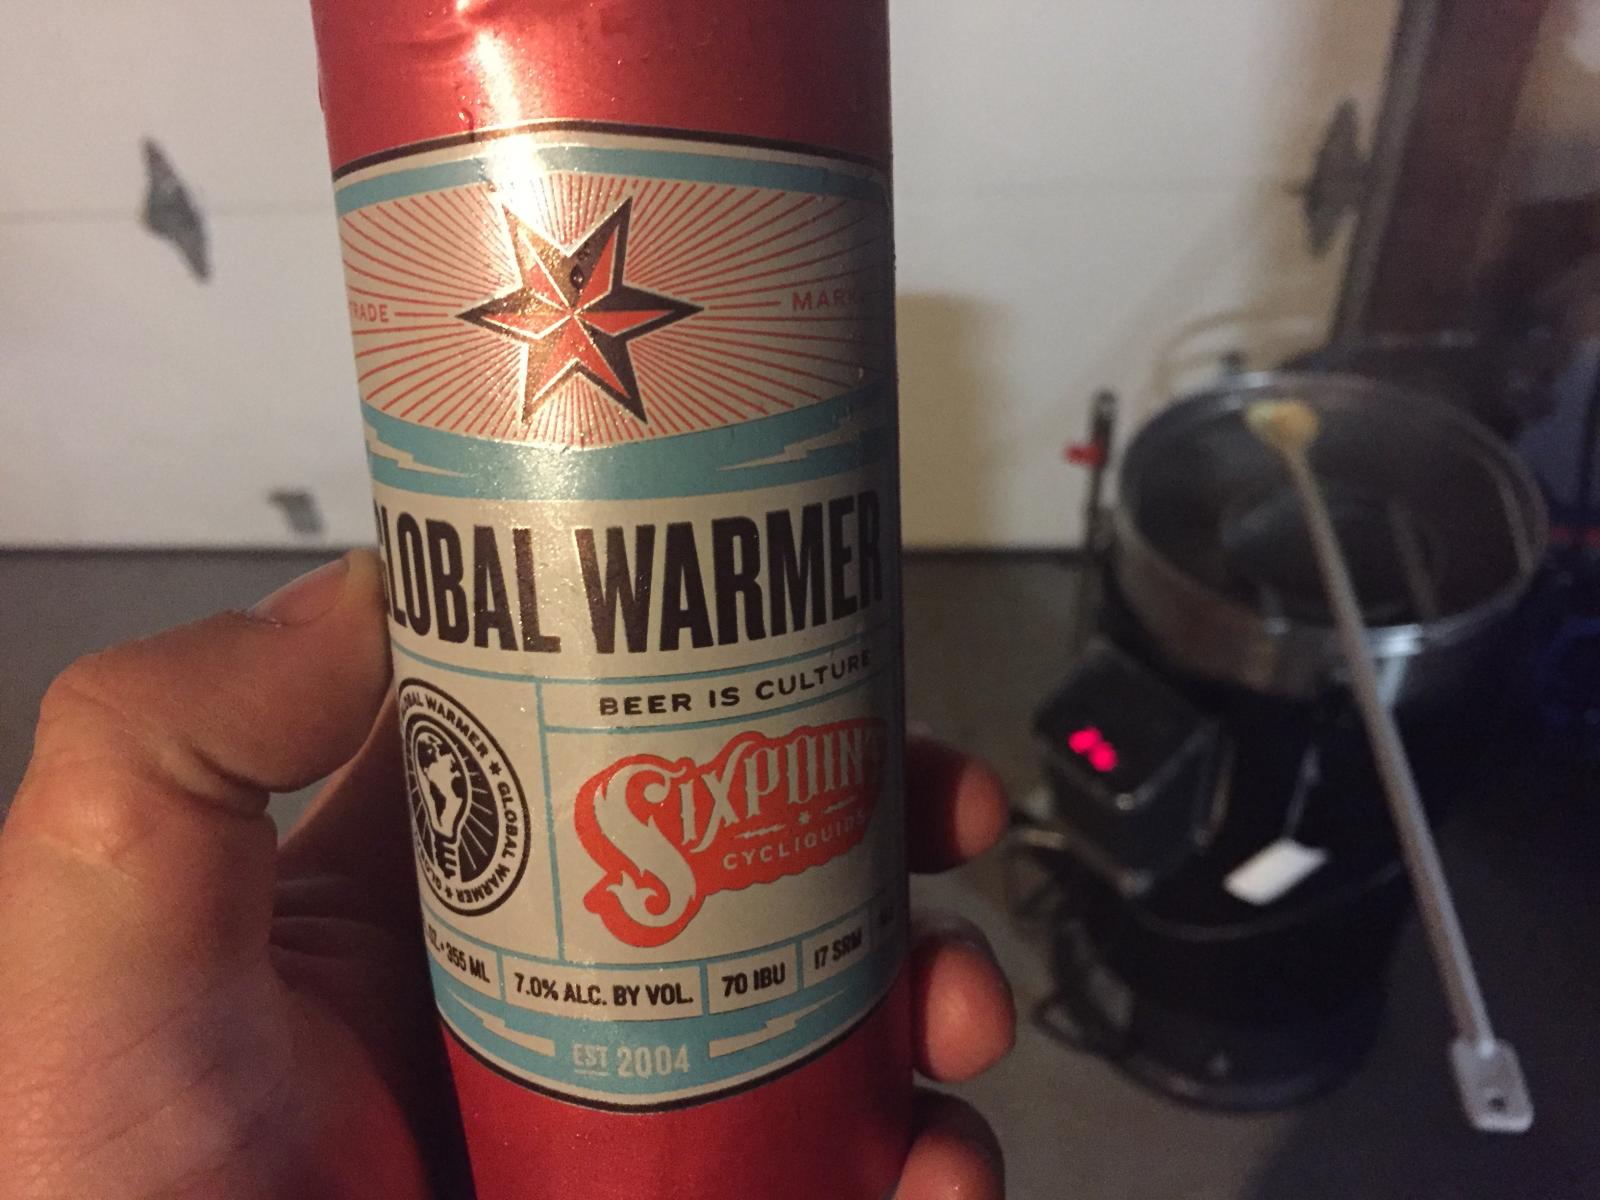 TRADE
MARK
GLOBAL WARMER
BEER IS CULTURE
GLOBAL WARMER * GLOBAL WARMER *
SIXPOINT
CYCLIQUIDS
OZ. • 355 ML
7.0% ALC. BY VOL.
70 IBU
17 SRM
EST 2004